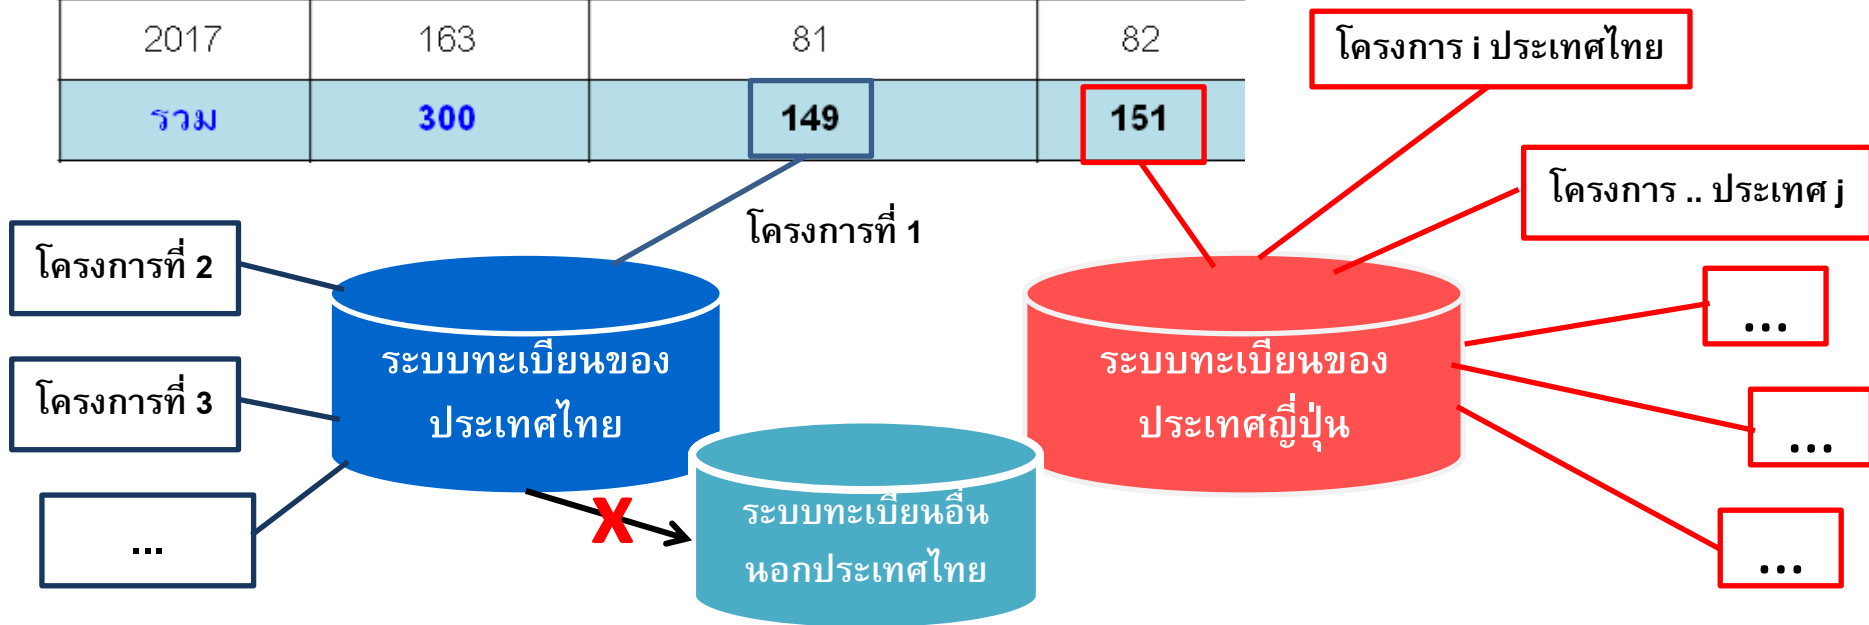 2017 163 81 82
รวม 300 149 151
โครงการ i ประเทศไทย
โครงการ .. ประเทศ j
โครงการที่ 1
โครงการที่ 2
โครงการที่ 3
...
ระบบทะเบียนของ
ประเทศไทย
X
ระบบทะเบียนอื่น
นอกประเทศไทย
ระบบทะเบียนของ
ประเทศญี่ปุ่น
...
...
...